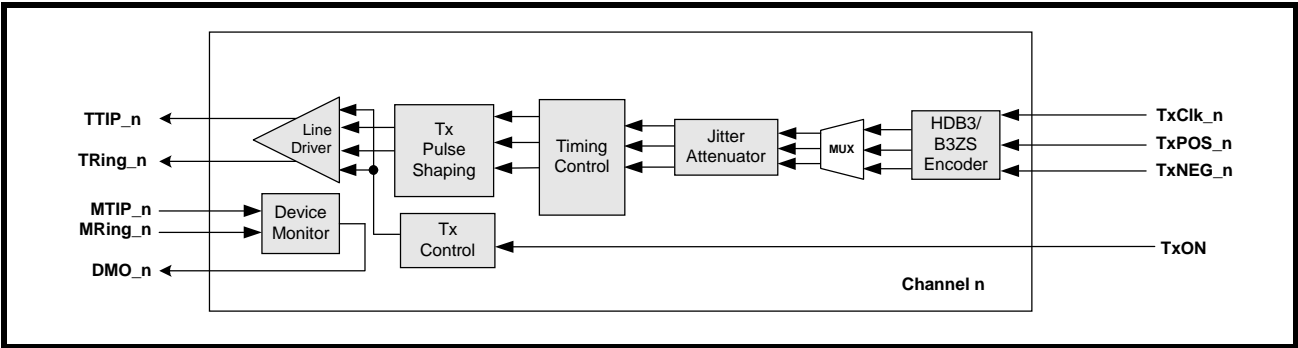 TTIP_n
TRing_n
MTIP_n
MRing_n
DMO_n
Line
Driver
Device
Monitor
Tx
Pulse
Shaping
Tx
Control
Timing
Control
Jitter
Attenuator
MUX
HDB3/
B3ZS
Encoder
TxClk_n
TxPOS_n
TxNEG_n
TxON
Channel n